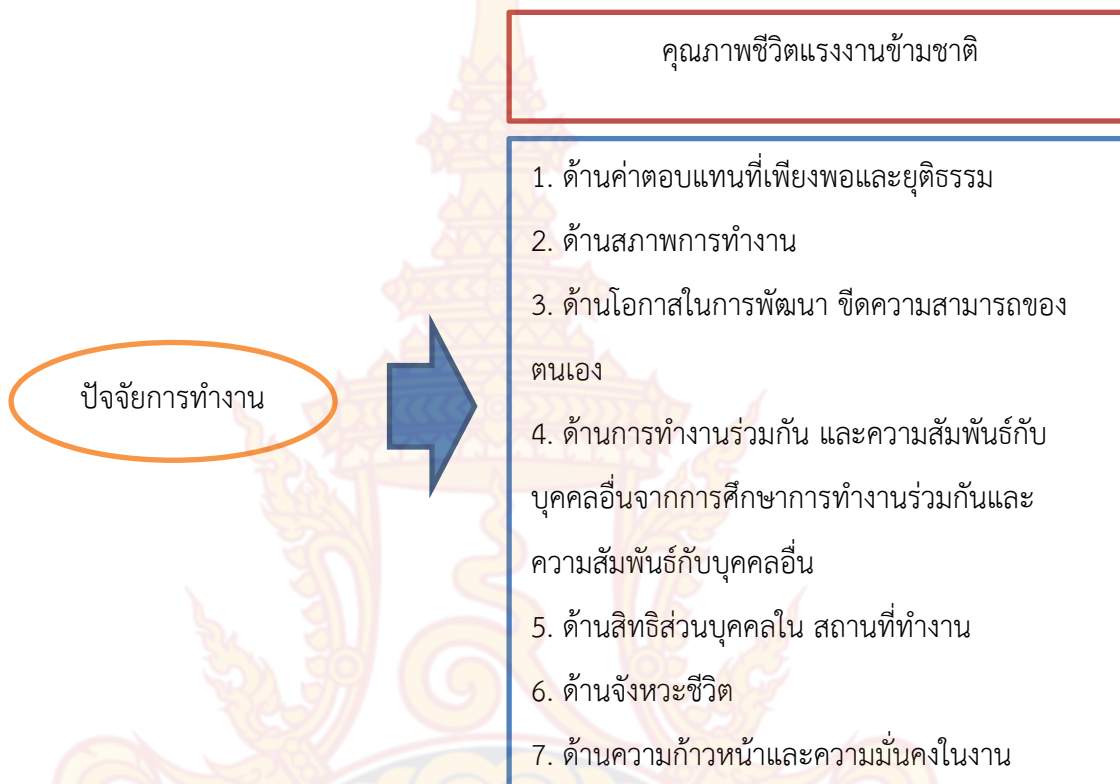 คุณภาพชีวิตแรงงานข้ามชาติ
1. ด้านค่าตอบแทนที่เพียงพอและยุติธรรม
2. ด้านสภาพการทำงาน
3. ด้านโอกาสในการพัฒนา ขีดความสามารถของ
ตนเอง
ปัจจัยการทำงาน
4. ด้านการทำงานร่วมกัน และความสัมพันธ์กับ
บุคคลอื่นจากการศึกษาการทำงานร่วมกันและ
ความสัมพันธ์กับบุคคลอื่น
5. ด้านสิทธิส่วนบุคคลใน สถานที่ทำงาน
6. ด้านจังหวะชีวิต
7. ด้านความก้าวหน้าและความมั่นคงในงาน